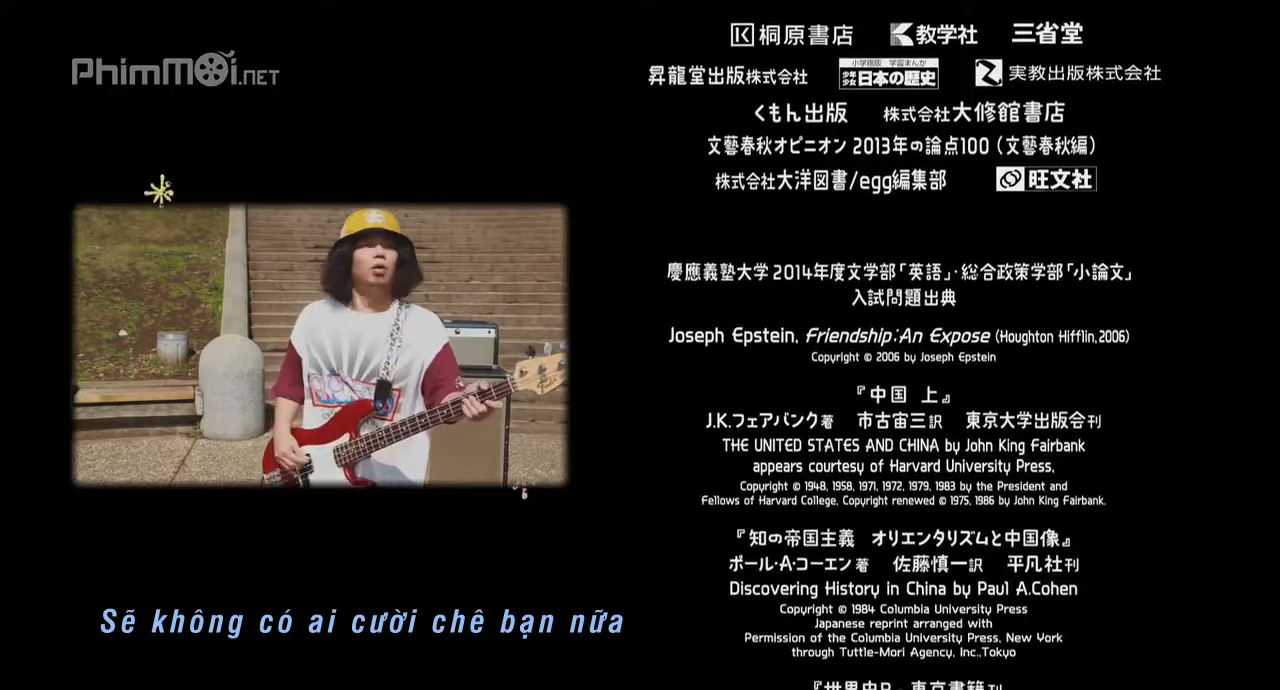 PhimMoi.NET
桐原書店 教学社 三省堂
昇龍堂出版株式会社 小学館版 学習まんが 少年少女 日本の歴史 実教出版株式会社
くもん出版 株式会社大修館書店
文藝春秋オピニオン 2013年の論点100 (文藝春秋編)
株式会社大洋図書/egg編集部 旺文社
慶應義塾大学 2014年度文学部「英語」・総合政策学部「小論文」
入試問題出典
Joseph Epstein, Friendship:An Expose (Houghton Hifflin,2006)
Copyright © 2006 by Joseph Epstein
『中国 上』
J.K.フェアバンク著 市古宙三訳 東京大学出版会刊
THE UNITED STATES AND CHINA by John King Fairbank
appears courtesy of Harvard University Press,
Copyright © 1948, 1958, 1971, 1972, 1979, 1983 by the President and
Fellows of Harvard College, Copyright renewed © 1975, 1986 by John King Fairbank.
『知の帝国主義 オリエンタリズムと中国像』
ポール・A・コーエン著 佐藤慎一訳 平凡社刊
Discovering History in China by Paul A.Cohen
Copyright © 1984 Columbia University Press
Japanese reprint arranged with
Permission of the Columbia University Press, New York
through Tuttle-Mori Agency, Inc.,Tokyo
Sẽ không có ai cười chê bạn nữa